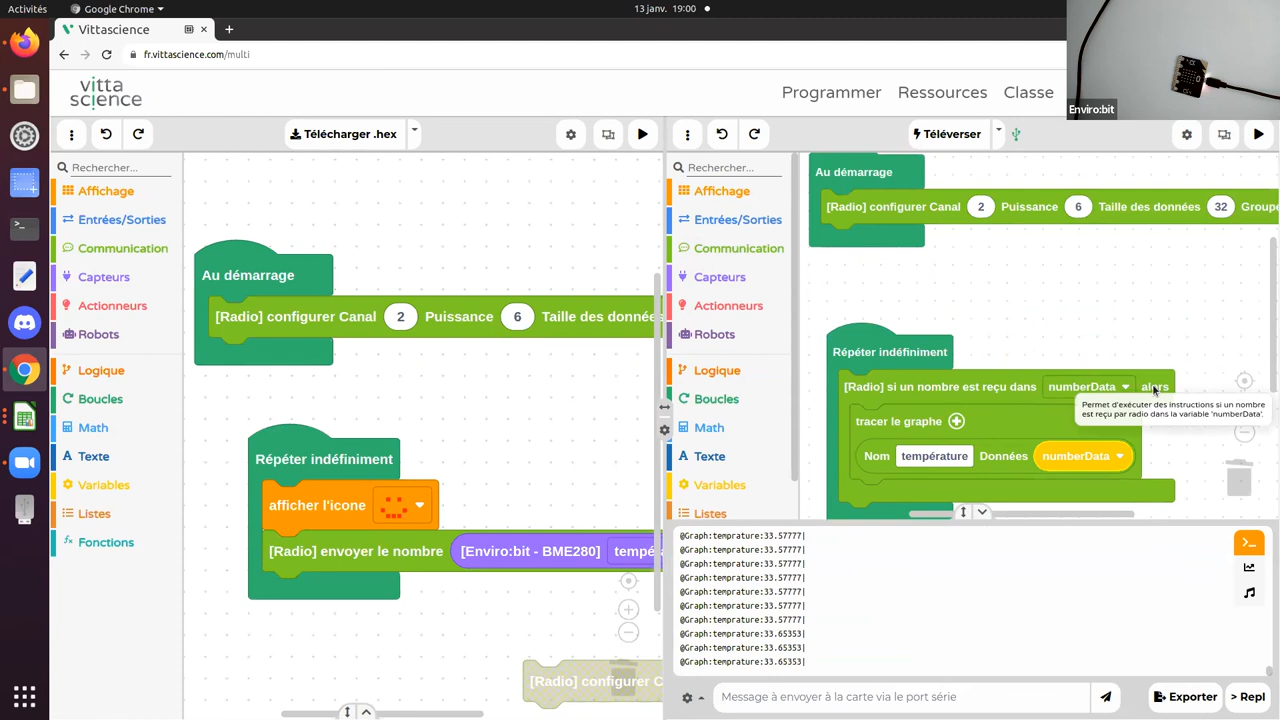 Activités
Google Chrome
13 janv. 19:00
Vittascience
fr.vittascience.com/multi
vitta
science
Programmer
Ressources
Classe
Enviro:bit
Télécharger .hex
Téléverser
Rechercher...
Affichage
Entrées/Sorties
Communication
Capteurs
Actionneurs
Robots
Logique
Boucles
Math
Texte
Variables
Listes
Fonctions
Au démarrage
[Radio] configurer Canal 2 Puissance 6 Taille des donnée
Répéter indéfiniment
afficher l'icone
[Radio] envoyer le nombre [Enviro:bit - BME280] tempéra
[Radio] configurer C
Rechercher...
Affichage
Entrées/Sorties
Communication
Capteurs
Actionneurs
Robots
Logique
Boucles
Math
Texte
Variables
Listes
Au démarrage
[Radio] configurer Canal 2 Puissance 6 Taille des données 32 Groupe
Répéter indéfiniment
[Radio] si un nombre est reçu dans numberData alors
Permet d'exécuter des instructions si un nombre
est reçu par radio dans la variable 'numberData'.
tracer le graphe
Nom température Données numberData
@Graph:temprature:33.57777|
@Graph:temprature:33.57777|
@Graph:temprature:33.57777|
@Graph:temprature:33.57777|
@Graph:temprature:33.57777|
@Graph:temprature:33.57777|
@Graph:temprature:33.57777|
@Graph:temprature:33.65353|
@Graph:temprature:33.65353|
@Graph:temprature:33.65353|
Message à envoyer à la carte via le port série
Exporter
> Repl